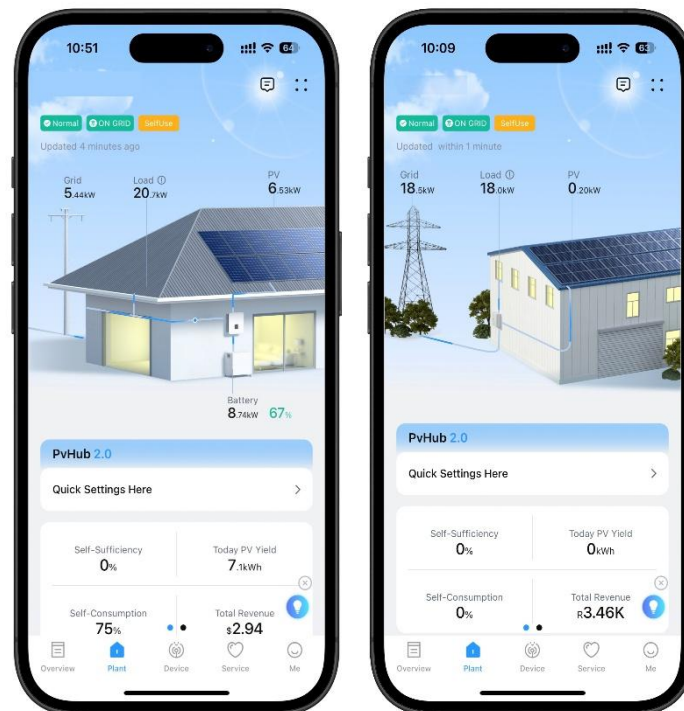 10:51
64
Normal ON GRID SelfUse
Updated 4 minutes ago
Grid
5.44kW
Load
20.7kW
PV
6.53kW
Battery
8.74kW 67%
PvHub 2.0
Quick Settings Here
Self-Sufficiency
0%
Today PV Yield
7.1kWh
Self-Consumption
75%
Total Revenue
$2.94
Overview Plant Device Service Me
10:09
63
Normal ON GRID SelfUse
Updated within 1 minute
Grid
18.5kW
Load
18.0kW
PV
0.20kW
PvHub 2.0
Quick Settings Here
Self-Sufficiency
0%
Today PV Yield
0kWh
Self-Consumption
0%
Total Revenue
R3.46K
Overview Plant Device Service Me